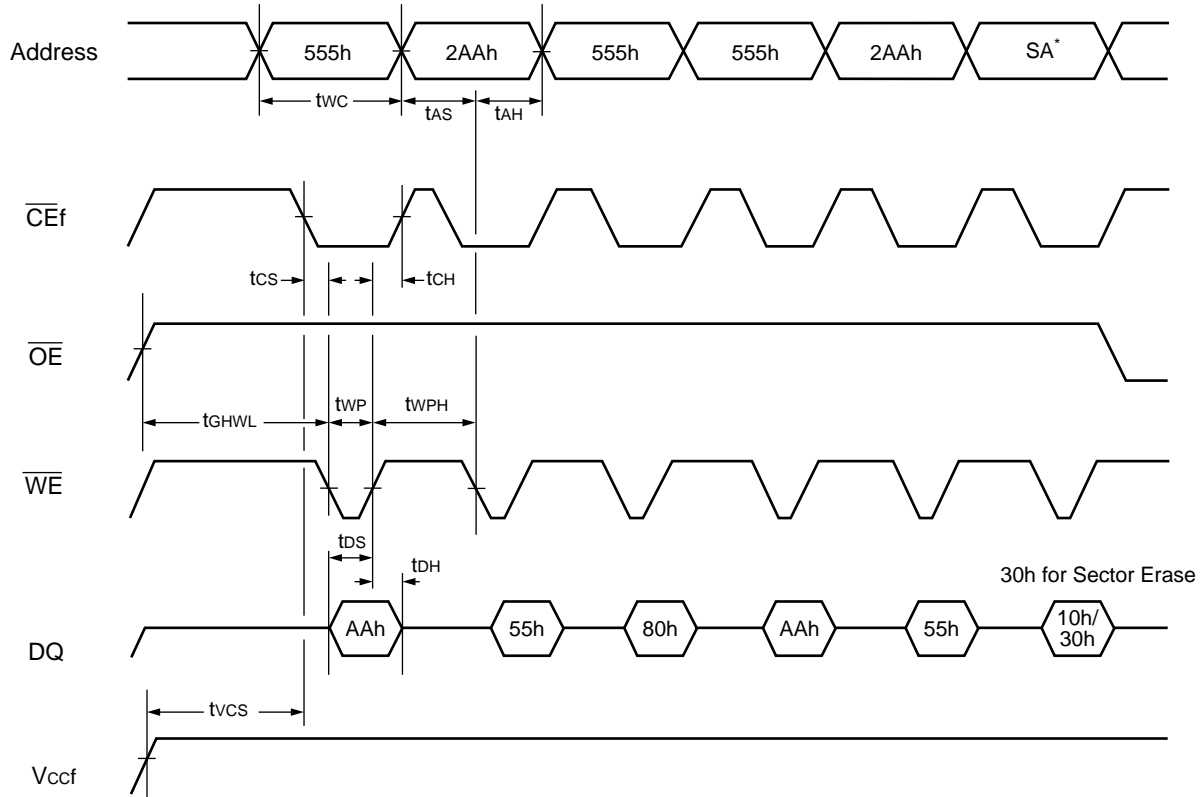 Address
555h
2AAh
555h
555h
2AAh
SA*
tWC
tAS
tAH
CEf
tCS
tCH
OE
tGHWL
tWP
tWPH
WE
tDS
tDH
30h for Sector Erase
DQ
AAh
55h
80h
AAh
55h
10h/
30h
tVCS
VCCf